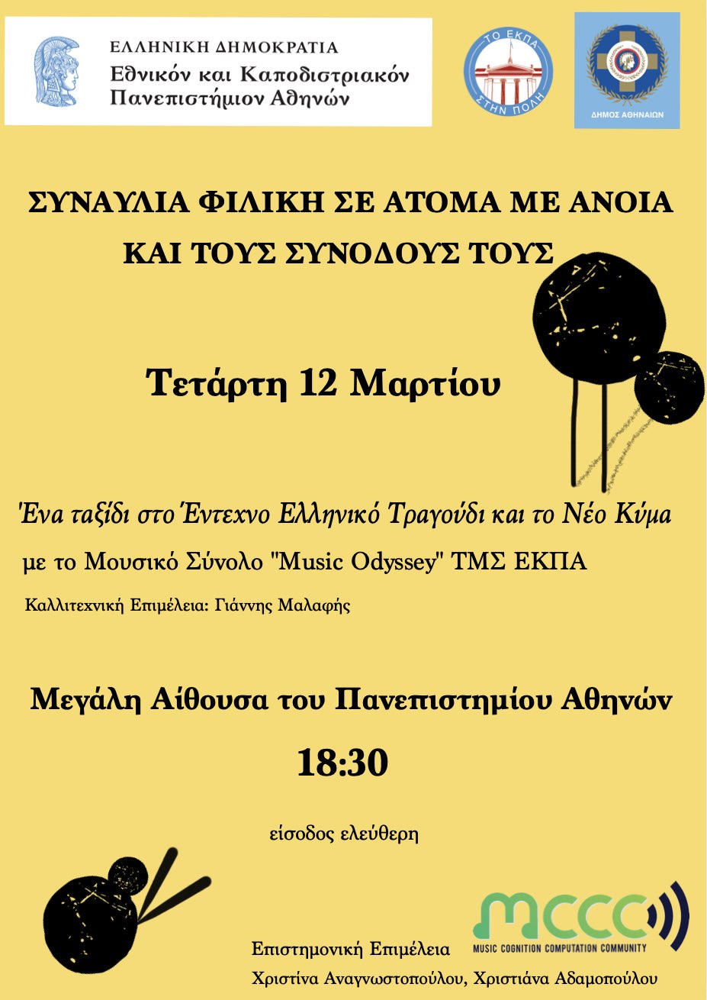 ΕΛΛΗΝΙΚΗ ΔΗΜΟΚΡΑΤΙΑ
Εθνικόν και Καποδιστριακόν
Πανεπιστήμιον Αθηνών
ΤΟ ΕΚΠΑ
ΣΤΗΝ ΠΟΛΗ
ΔΗΜΟΣ ΑΘΗΝΑΙΩΝ
ΣΥΝΑΥΛΙΑ ΦΙΛΙΚΗ ΣΕ ΑΤΟΜΑ ΜΕ ΑΝΟΙΑ
ΚΑΙ ΤΟΥΣ ΣΥΝΟΔΟΥΣ ΤΟΥΣ
Τετάρτη 12 Μαρτίου
Ένα ταξίδι στο Έντεχνο Ελληνικό Τραγούδι και το Νέο Κύμα
με το Μουσικό Σύνολο "Music Odyssey" ΤΜΣ ΕΚΠΑ
Καλλιτεχνική Επιμέλεια: Γιάννης Μαλαφής
Μεγάλη Αίθουσα του Πανεπιστημίου Αθηνών
18:30
είσοδος ελεύθερη
mccc
MUSIC COGNITION COMPUTATION COMMUNITY
Επιστημονική Επιμέλεια
Χριστίνα Αναγνωστοπούλου, Χριστιάνα Αδαμοπούλου